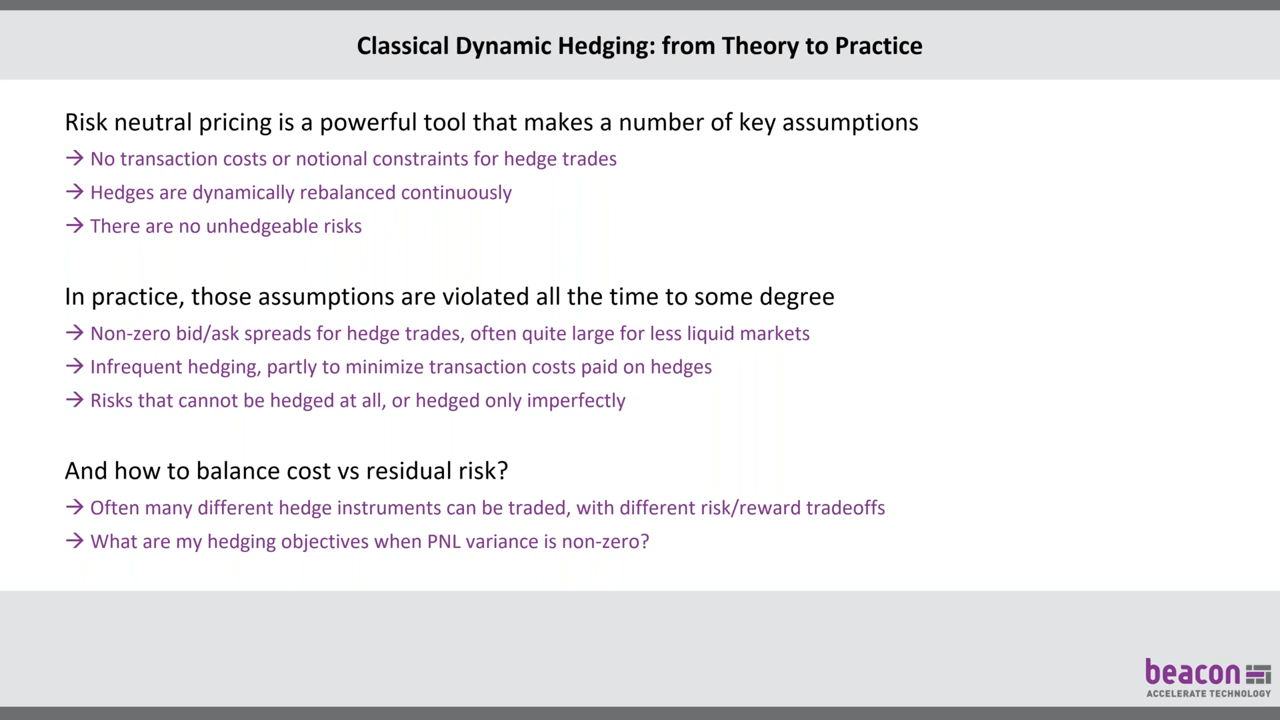 Classical Dynamic Hedging: from Theory to Practice
Risk neutral pricing is a powerful tool that makes a number of key assumptions
→ No transaction costs or notional constraints for hedge trades
→ Hedges are dynamically rebalanced continuously
→ There are no unhedgeable risks
In practice, those assumptions are violated all the time to some degree
→ Non-zero bid/ask spreads for hedge trades, often quite large for less liquid markets
→ Infrequent hedging, partly to minimize transaction costs paid on hedges
→ Risks that cannot be hedged at all, or hedged only imperfectly
And how to balance cost vs residual risk?
→ Often many different hedge instruments can be traded, with different risk/reward tradeoffs
→ What are my hedging objectives when PNL variance is non-zero?
beacon
ACCELERATE TECHNOLOGY